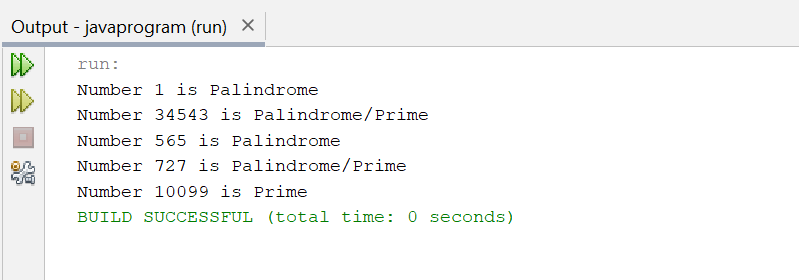 Output - javaprogram (run) ×
run:
Number 1 is Palindrome
Number 34543 is Palindrome/Prime
Number 565 is Palindrome
Number 727 is Palindrome/Prime
Number 10099 is Prime
BUILD SUCCESSFUL (total time: 0 seconds)